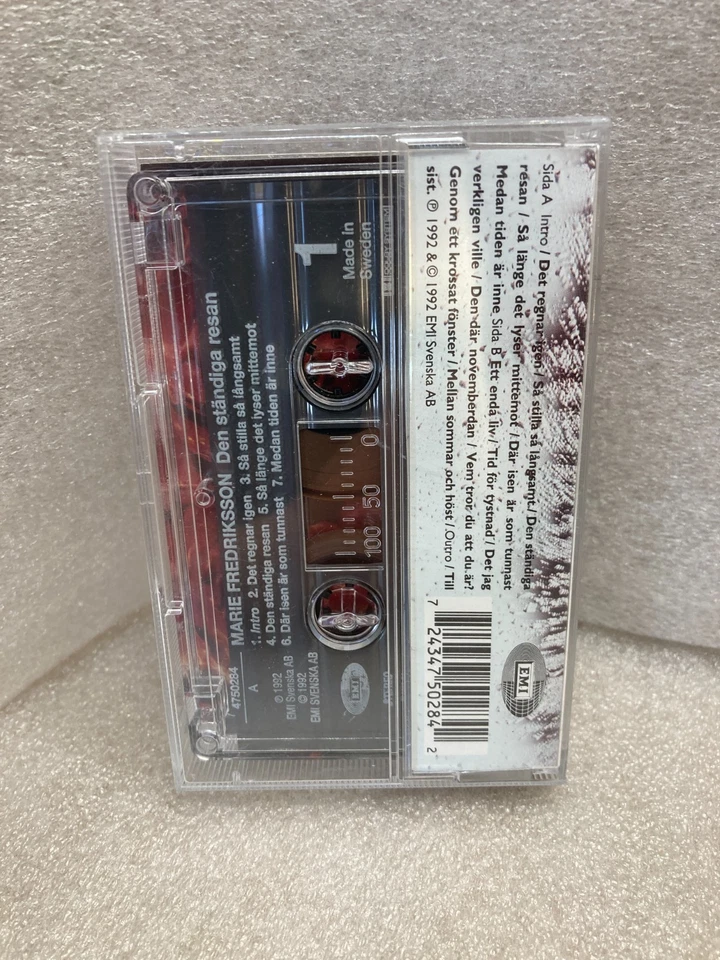 Sida A Intro / Det regnar igen / Så stilla så långsamt / Den ständiga
resan / Så länge det lyser mittemot / Där isen är som tunnast
Medan tiden är inne Sida B Ett enda liv / Tid för tystnad / Det jag
verkligen ville / Den där novemberdan / Vem tror du att du är?
Genom ett krossat fönster / Mellan sommar och höst / Outro / Till
sist. ℗ 1992 & © 1992 EMI Svenska AB
EMI
7 24347 50284 2
1
Made in
Sweden
0 50 100
MARIE FREDRIKSSON Den ständiga resan
1. Intro 2. Det regnar igen 3. Så stilla så långsamt
4. Den ständiga resan 5. Så länge det lyser mittemot
6. Där isen är som tunnast 7. Medan tiden är inne
4750284
A
℗ 1992
EMI Svenska AB
© 1992
EMI SVENSKA AB
EMI